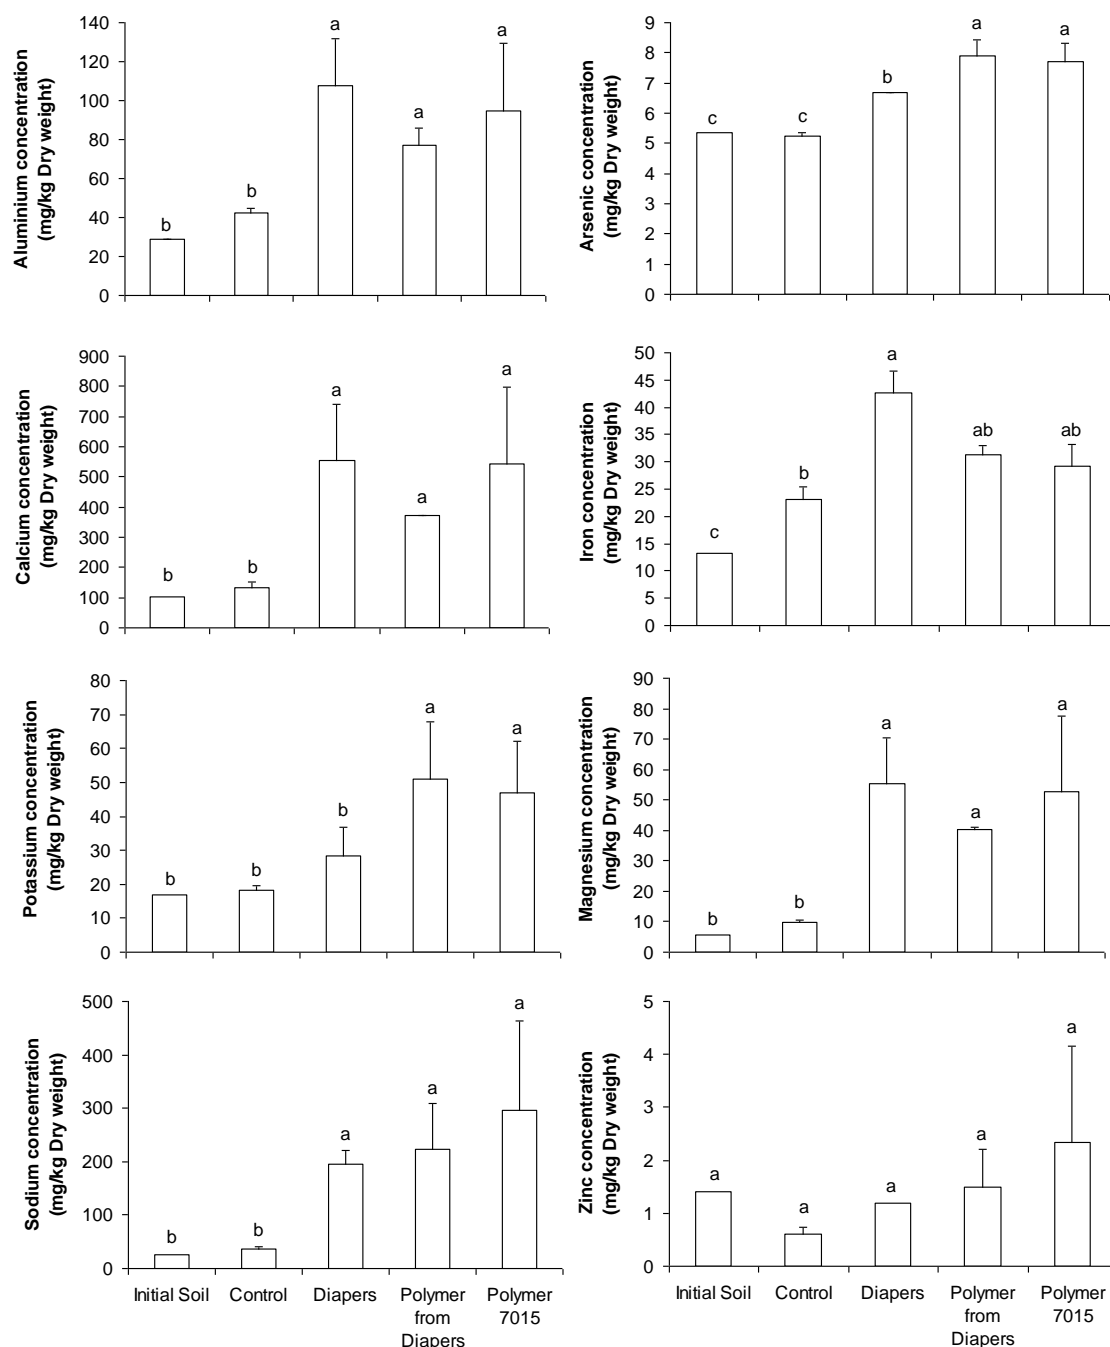 Aluminium concentration
(mg/kg Dry weight)
140
120
100
80
60
40
20
0
b
b
a
a
a
Arsenic concentration
(mg/kg Dry weight)
9
8
7
6
5
4
3
2
1
0
c
c
b
a
a
Calcium concentration
(mg/kg Dry weight)
900
800
700
600
500
400
300
200
100
0
b
b
a
a
a
Iron concentration
(mg/kg Dry weight)
50
45
40
35
30
25
20
15
10
5
0
c
b
a
ab
ab
Potassium concentration
(mg/kg Dry weight)
80
70
60
50
40
30
20
10
0
b
b
b
a
a
Magnesium concentration
(mg/kg Dry weight)
90
80
70
60
50
40
30
20
10
0
b
b
a
a
a
Sodium concentration
(mg/kg Dry weight)
500
400
300
200
100
0
b
b
a
a
a
Initial Soil
Control
Diapers
Polymer
from
Diapers
Polymer
7015
Zinc concentration
(mg/kg Dry weight)
5
4
3
2
1
0
a
a
a
a
a
Initial Soil
Control
Diapers
Polymer
from
Diapers
Polymer
7015